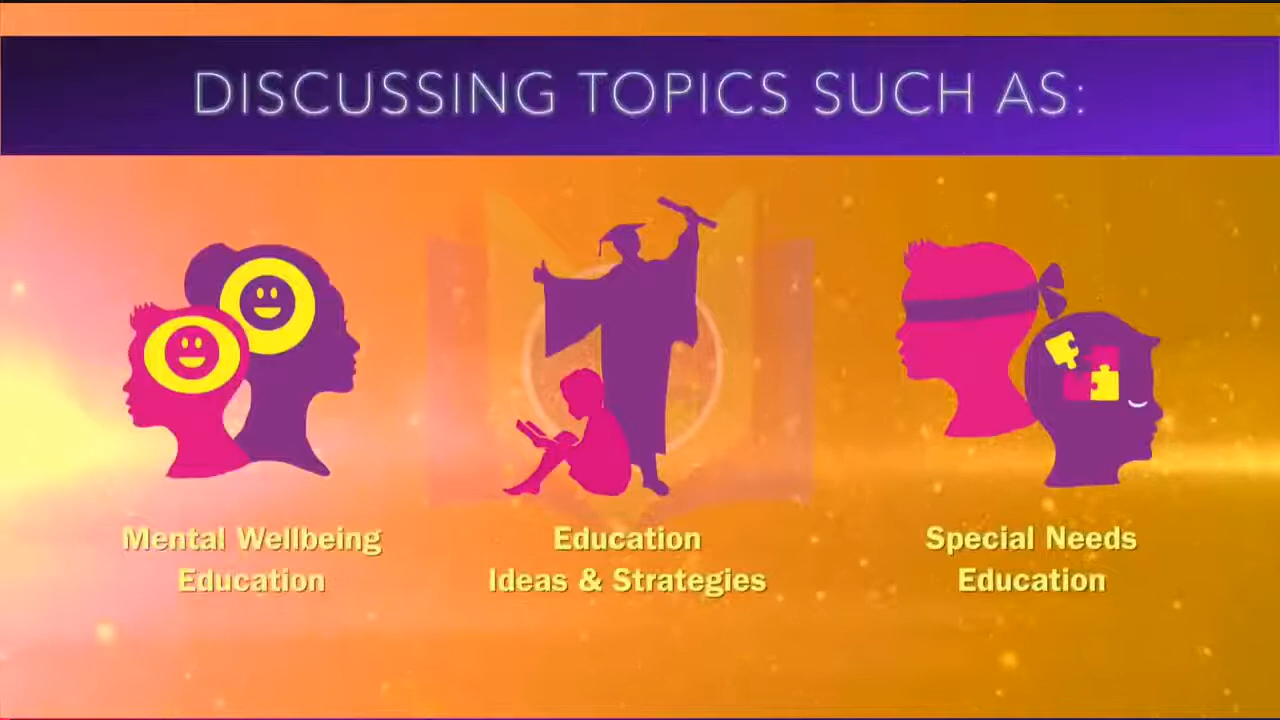 DISCUSSING TOPICS SUCH AS:
Mental Wellbeing
Education
Education
Ideas & Strategies
Special Needs
Education